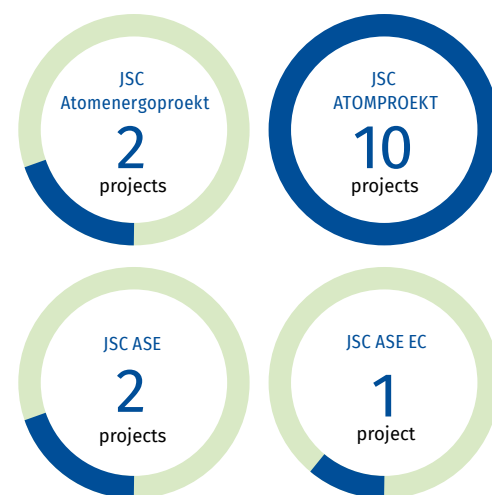 JSC
Atomenergoproekt
2
projects
JSC
ATOMPROEKT
10
projects
JSC ASE
2
projects
JSC ASE EC
1
project